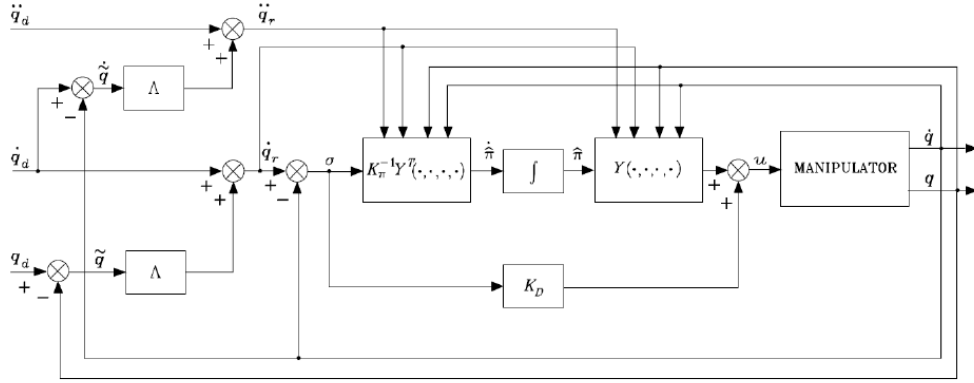 q̈_d + + q̈_r
+ − q̃̇ Λ
q̇_d + + q̇_r + − σ K_π^{-1}Y^T(·,·,·,·) π̂̇ ∫ π̂ Y(·,·,·,·) + + u MANIPULATOR q̇
q
q_d + − q̃ Λ
K_D